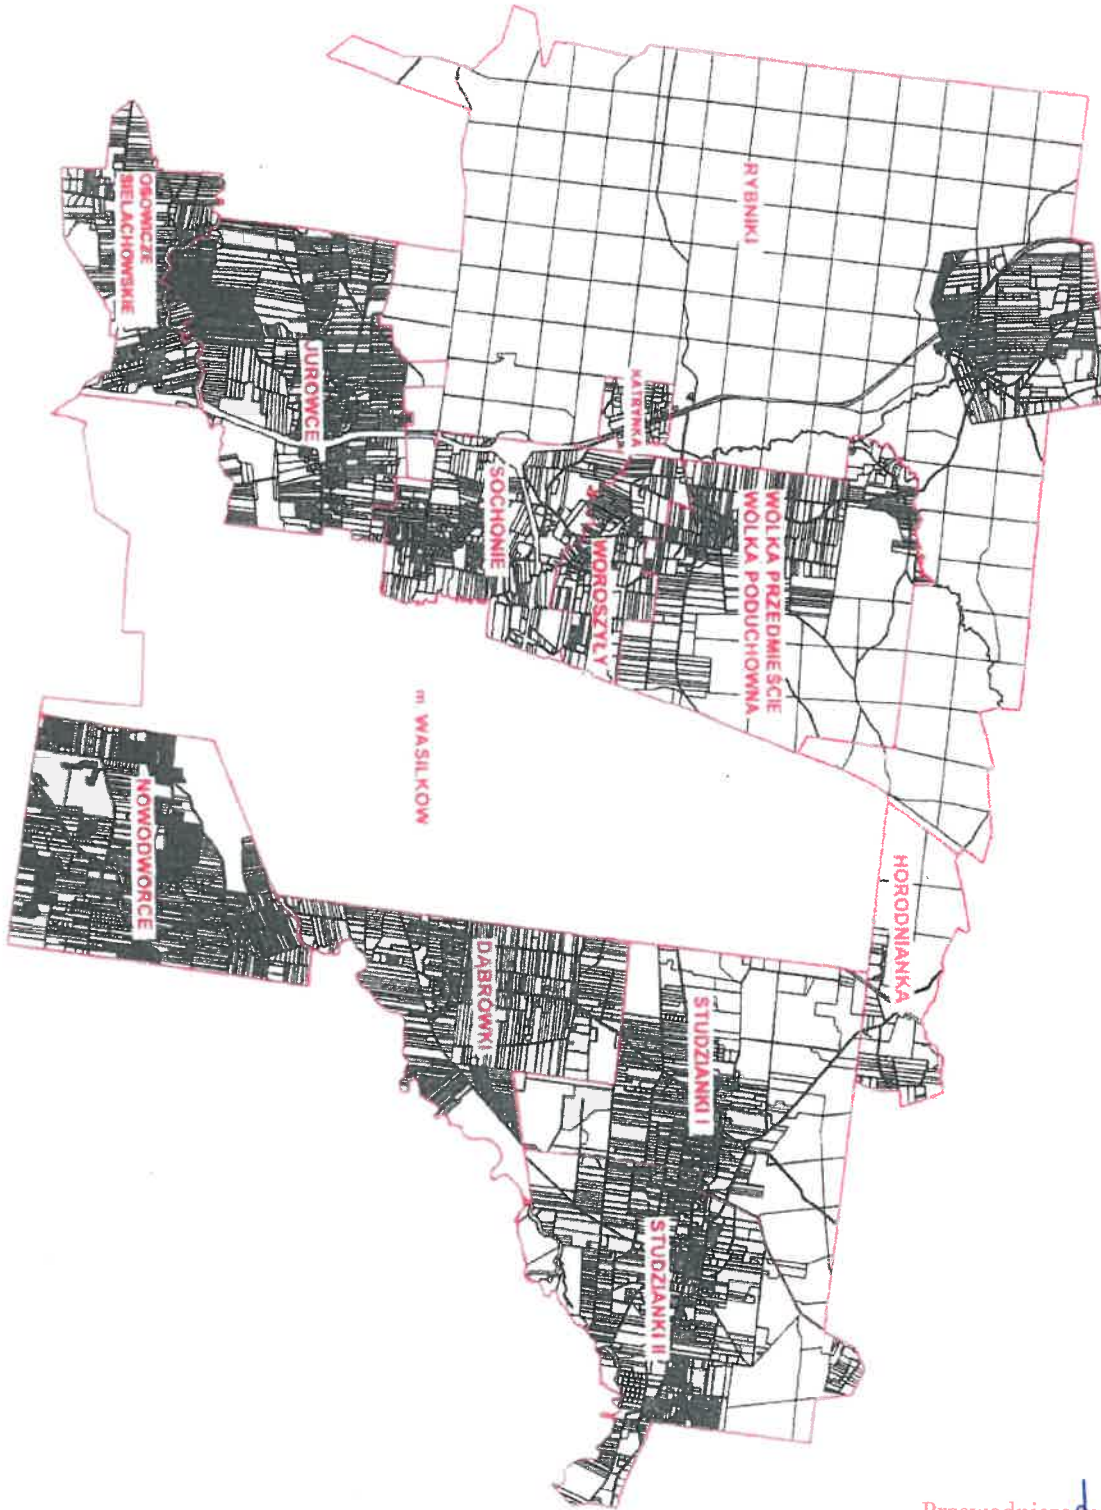 RYBNIKI
OSOWICZE
SIELACHOWSKIE
JUROWCE
KATRYNKA
SOCHONIE
WOROSZYŁY
WÓLKA PRZEDMIEŚCIE
WÓLKA PODUCHOWNA
m WASILKÓW
HORODNIANKA
NOWODWORCE
DĄBRÓWKI
STUDZIANKI I
STUDZIANKI II